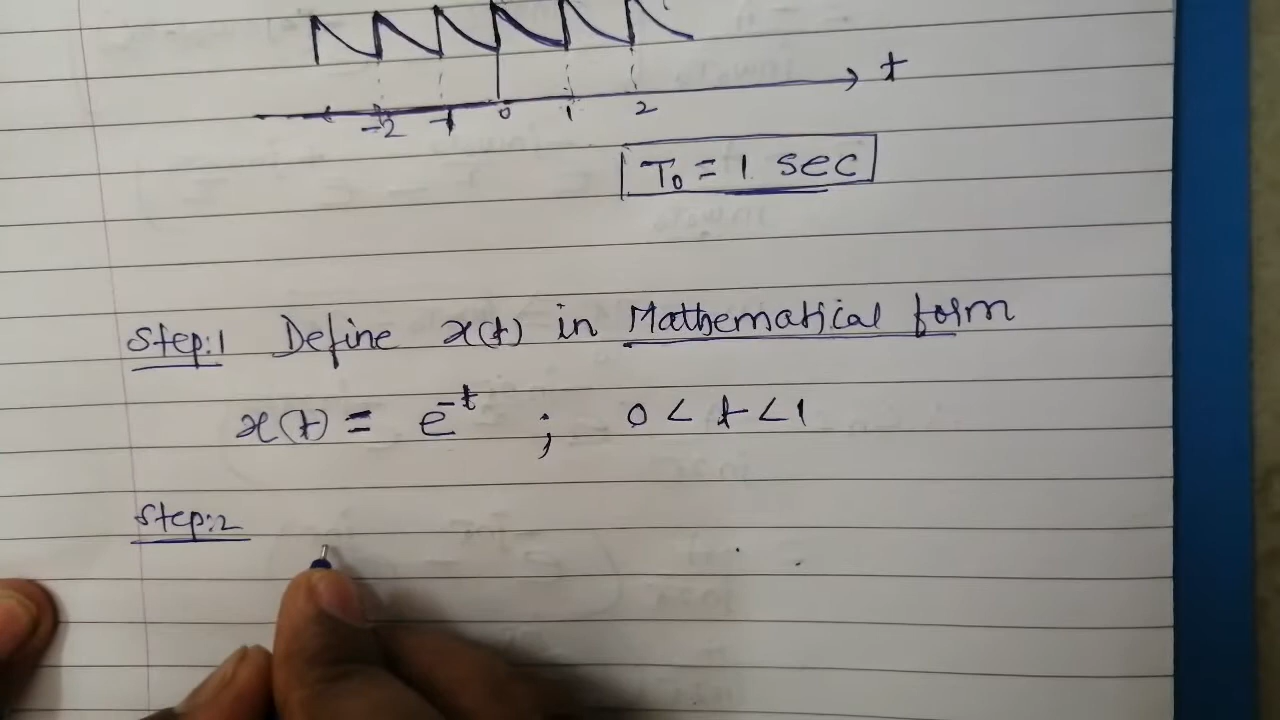 t
-2 -1 0 1 2
T₀ = 1 sec
Step:1 Define x(t) in Mathematical form
x(t) = e^-t ; 0 < t < 1
Step:2